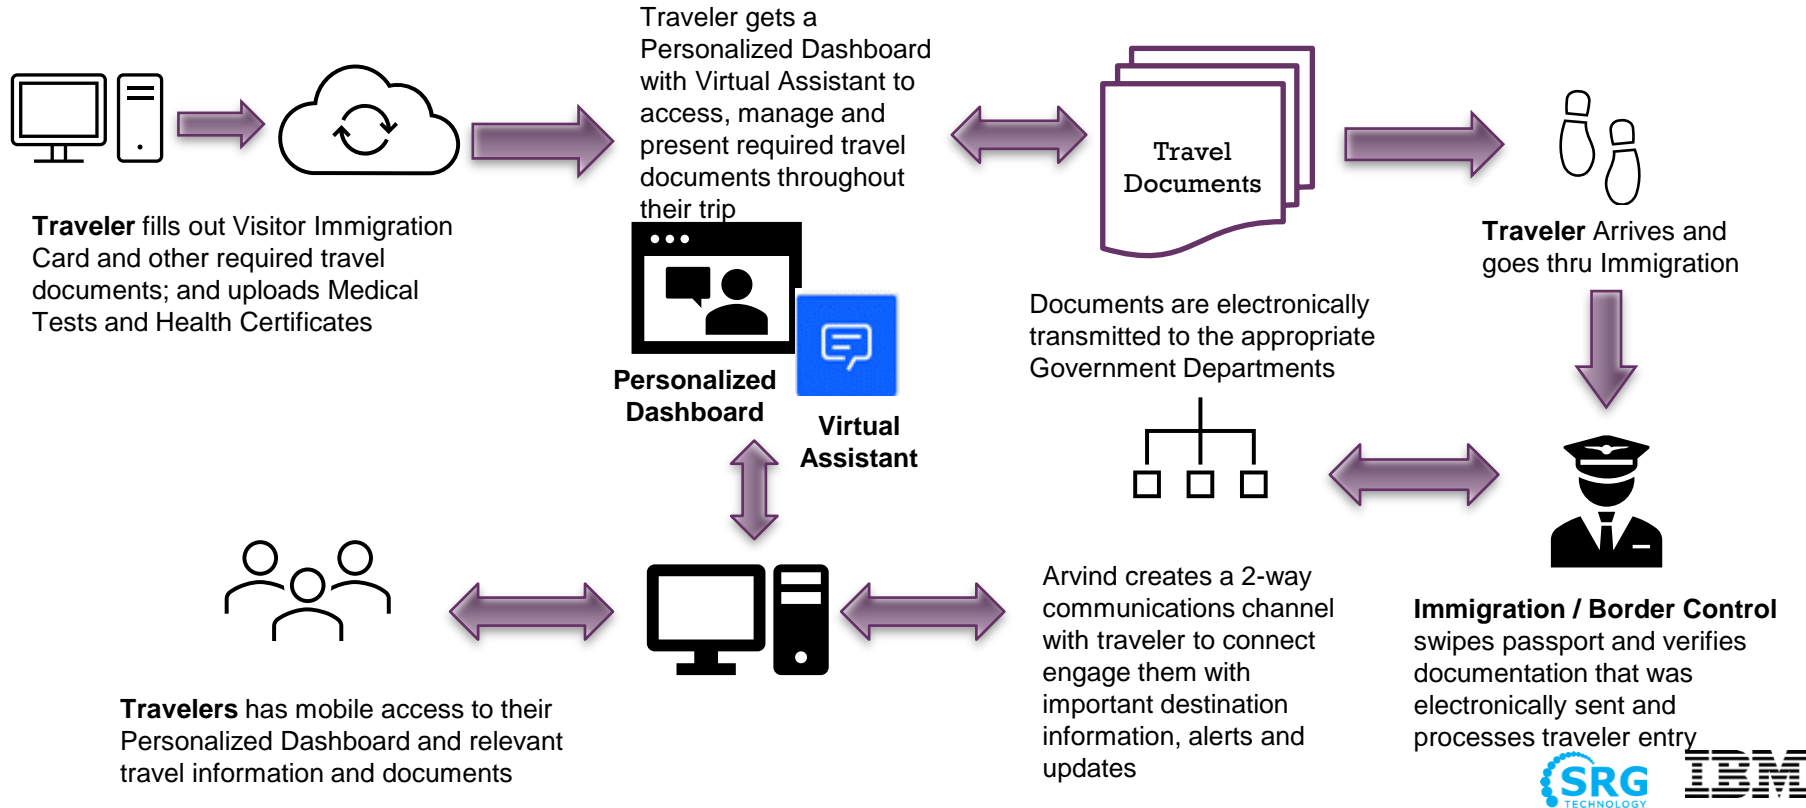 Traveler gets a
Personalized Dashboard
with Virtual Assistant to
access, manage and
present required travel
documents throughout
their trip
Travel
Documents
Traveler fills out Visitor Immigration
Card and other required travel
documents; and uploads Medical
Tests and Health Certificates
Traveler Arrives and
goes thru Immigration
Documents are electronically
transmitted to the appropriate
Government Departments
Personalized
Dashboard
Virtual
Assistant
Arvind creates a 2-way
communications channel
with traveler to connect
engage them with
important destination
information, alerts and
updates
Immigration / Border Control
swipes passport and verifies
documentation that was
electronically sent and
processes traveler entry
Travelers has mobile access to their
Personalized Dashboard and relevant
travel information and documents
SRG
TECHNOLOGY
IBM